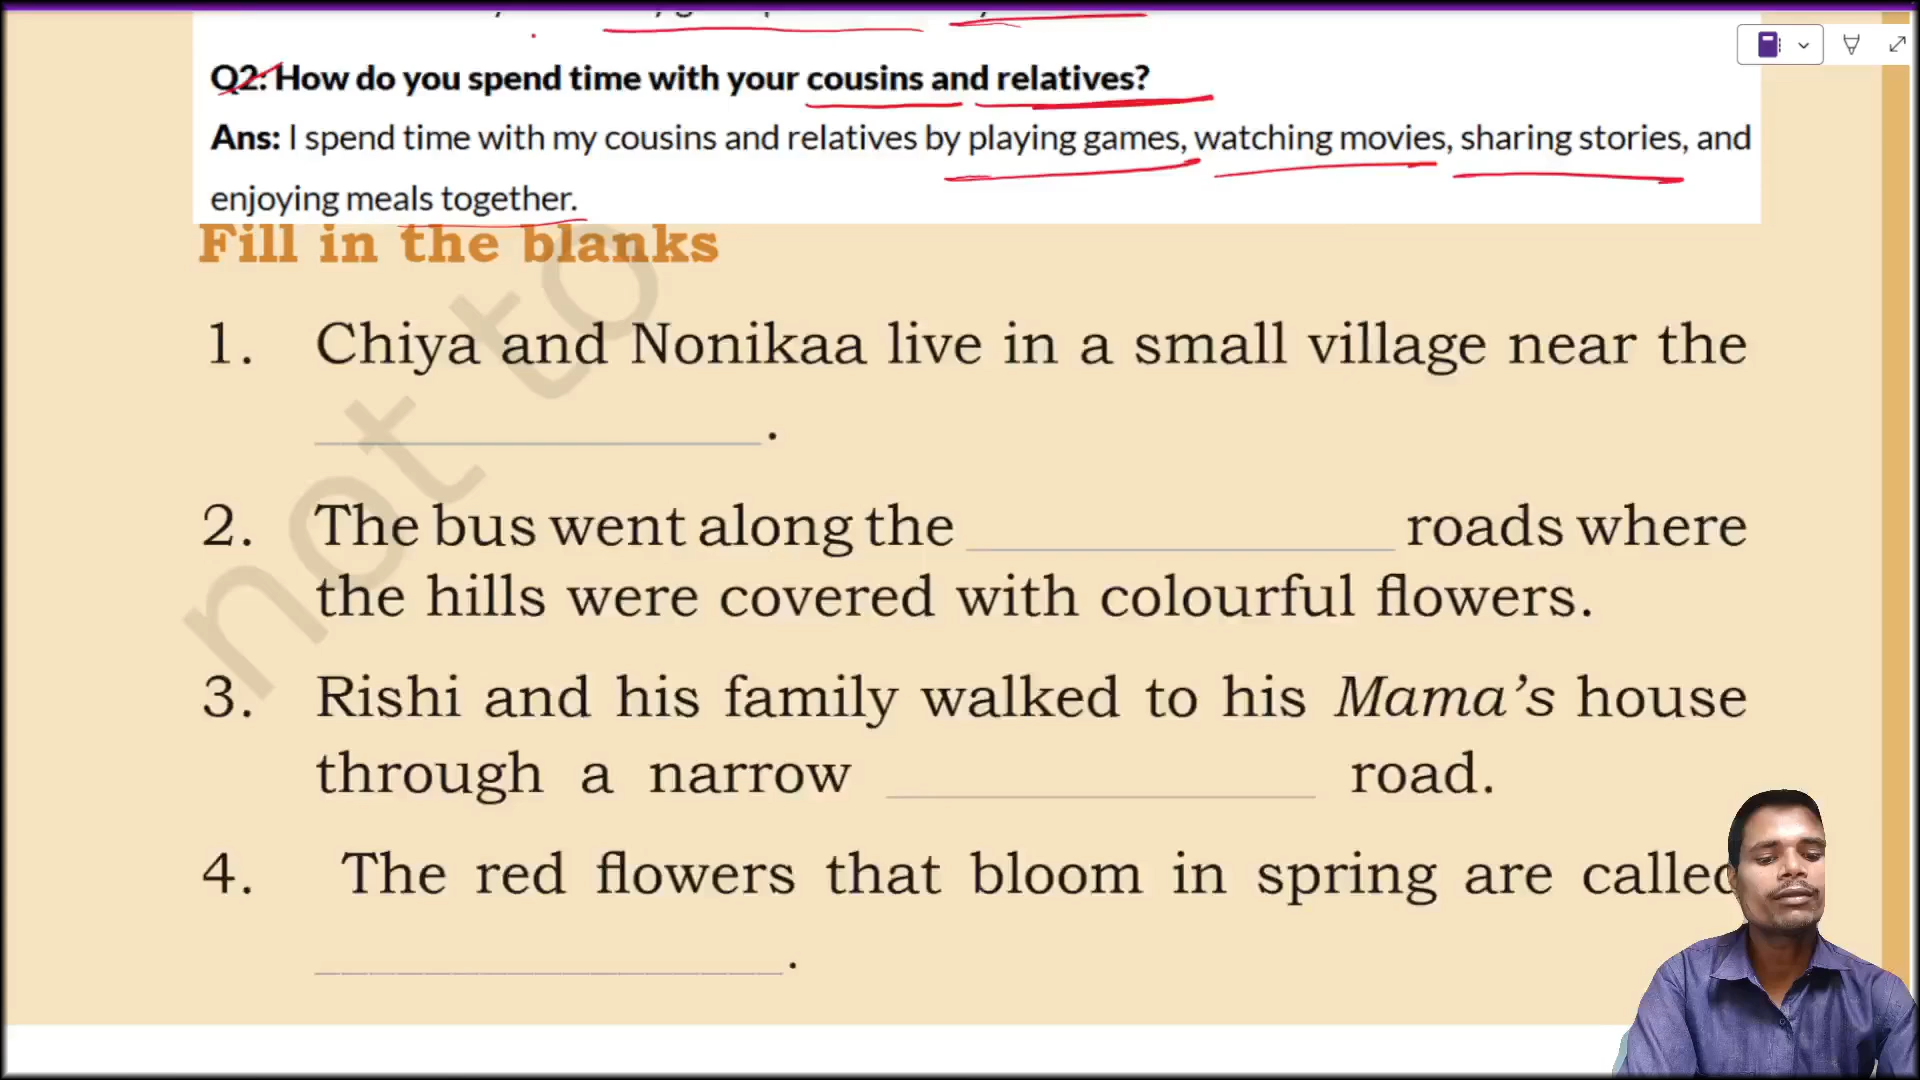 Q2: How do you spend time with your cousins and relatives?
Ans: I spend time with my cousins and relatives by playing games, watching movies, sharing stories, and
enjoying meals together.
Fill in the blanks
1. Chiya and Nonikaa live in a small village near the
.
2. The bus went along the roads where
the hills were covered with colourful flowers.
3. Rishi and his family walked to his Mama's house
through a narrow road.
4. The red flowers that bloom in spring are called
.
not to